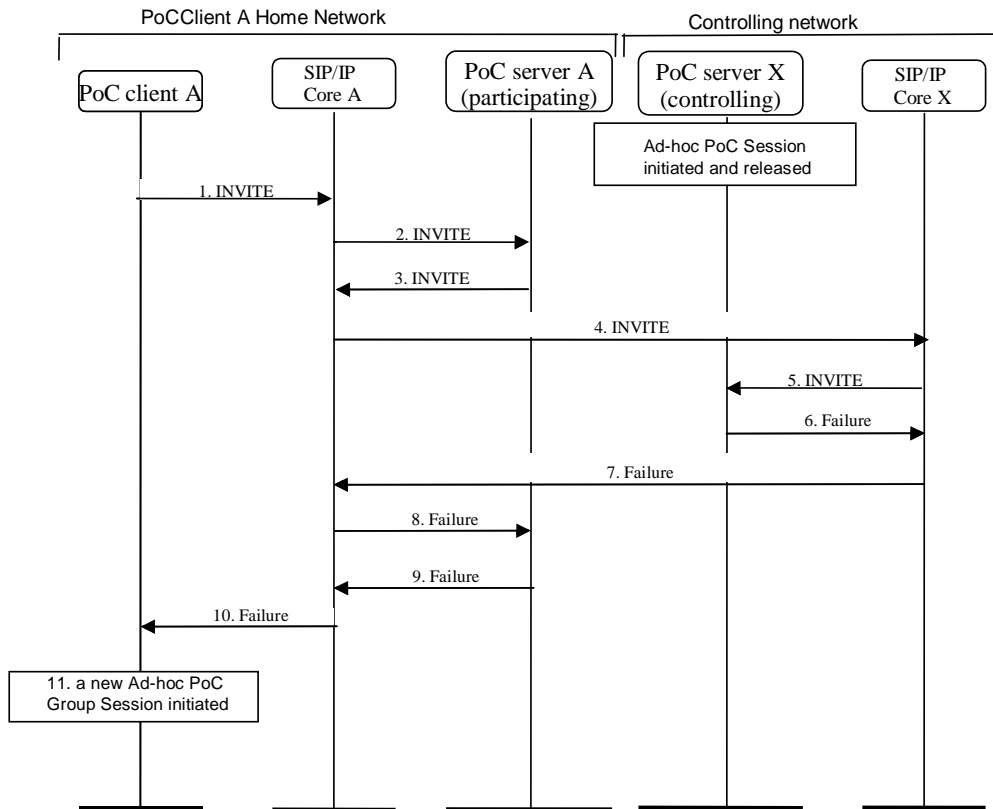 PoCClient A Home Network
Controlling network
PoC client A
SIP/IP
Core A
PoC server A
(participating)
PoC server X
(controlling)
SIP/IP
Core X
Ad-hoc PoC Session
initiated and released
1. INVITE
2. INVITE
3. INVITE
4. INVITE
5. INVITE
6. Failure
7. Failure
8. Failure
9. Failure
10. Failure
11. a new Ad-hoc PoC
Group Session initiated